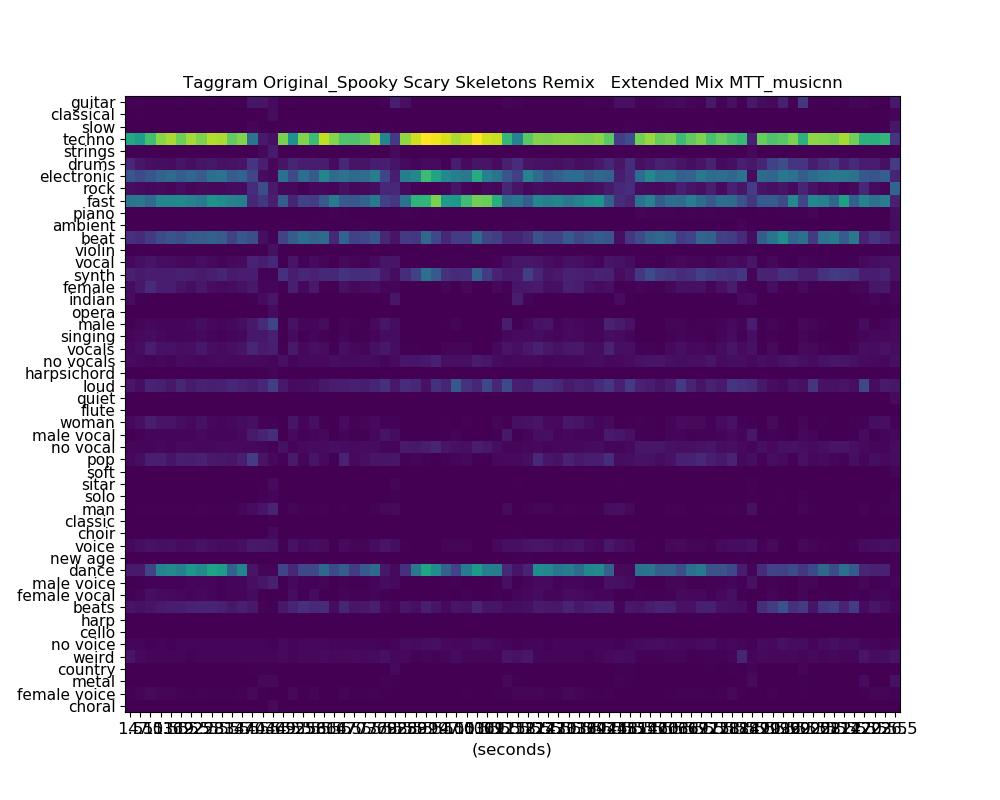 Taggram Original_Spooky Scary Skeletons Remix   Extended Mix MTT_musicnn
guitar
classical
slow
techno
strings
drums
electronic
rock
fast
piano
ambient
beat
violin
vocal
synth
female
indian
opera
male
singing
vocals
no vocals
harpsichord
loud
quiet
flute
woman
male vocal
no vocal
pop
soft
sitar
solo
man
classic
choir
voice
new age
dance
male voice
female vocal
beats
harp
cello
no voice
weird
country
metal
female voice
choral
(seconds)